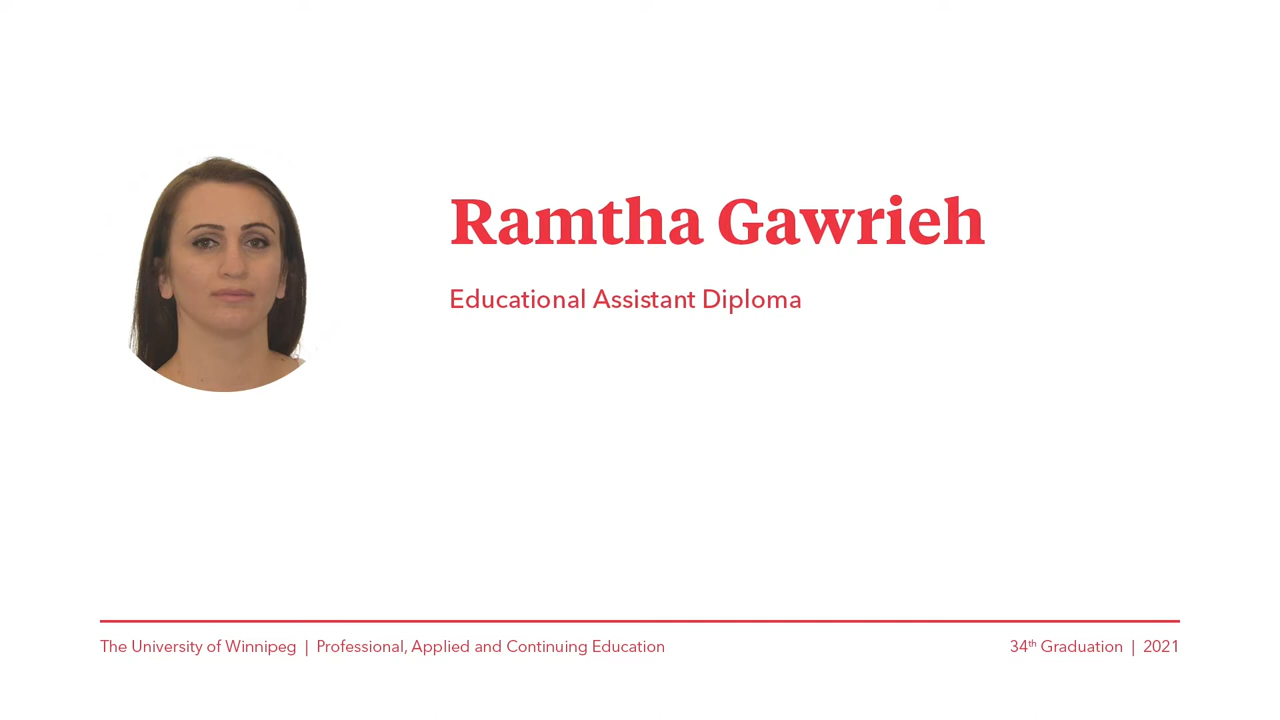 Ramtha Gawrieh
Educational Assistant Diploma
The University of Winnipeg | Professional, Applied and Continuing Education
34th Graduation | 2021